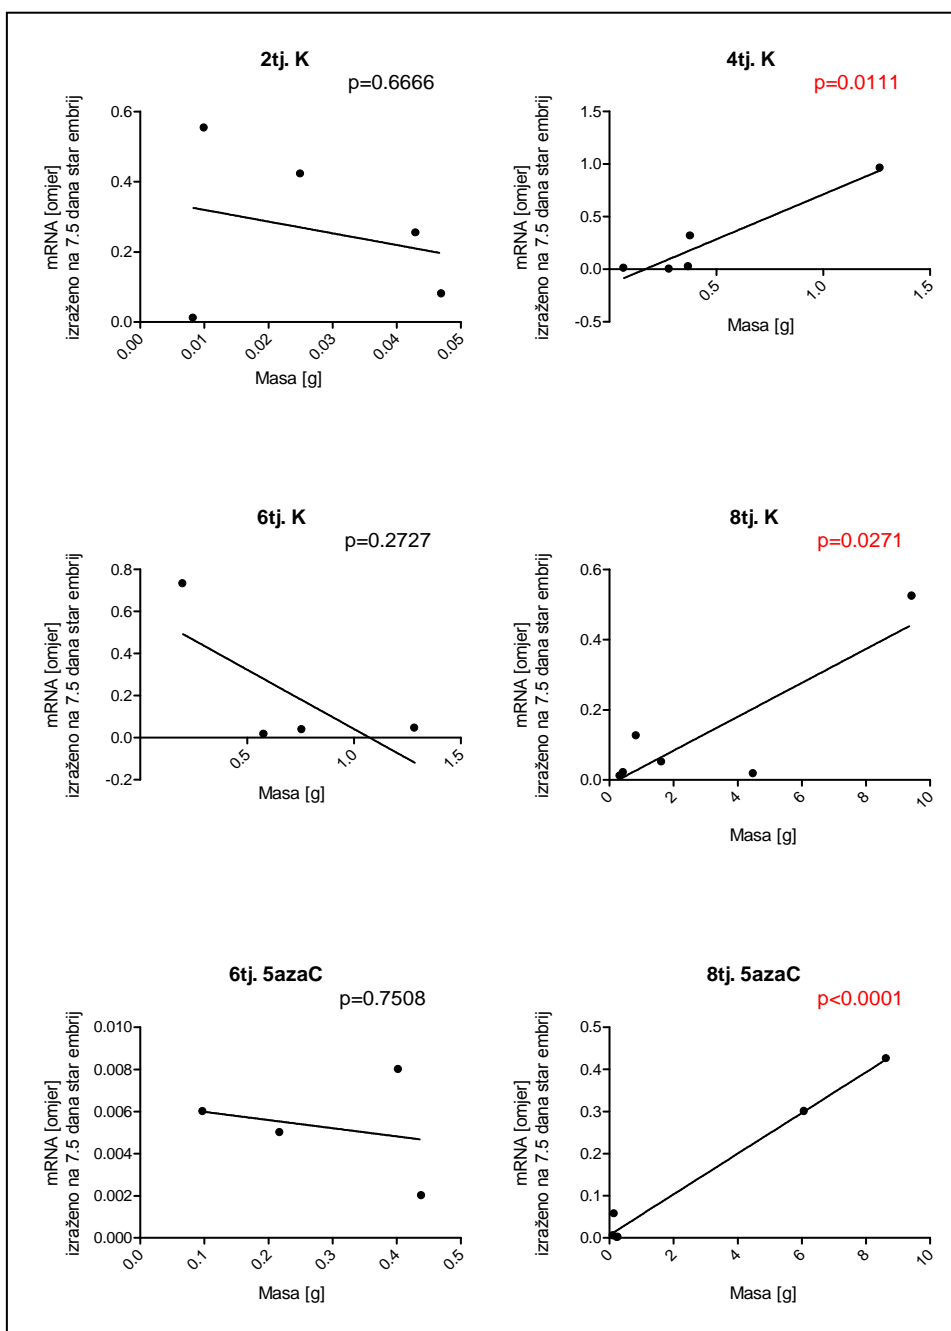 2tj. K
p=0.6666
mRNA [omjer]
izraženo na 7.5 dana star embrij
0.6
0.4
0.2
0.0
0.00
0.01
0.02
0.03
0.04
0.05
Masa [g]
4tj. K
p=0.0111
mRNA [omjer]
izraženo na 7.5 dana star embrij
1.5
1.0
0.5
0.0
-0.5
0.5
1.0
1.5
Masa [g]
6tj. K
p=0.2727
mRNA [omjer]
izraženo na 7.5 dana star embrij
0.8
0.6
0.4
0.2
0.0
-0.2
0.5
1.0
1.5
Masa [g]
8tj. K
p=0.0271
mRNA [omjer]
izraženo na 7.5 dana star embrij
0.6
0.4
0.2
0.0
0
2
4
6
8
10
Masa [g]
6tj. 5azaC
p=0.7508
mRNA [omjer]
izraženo na 7.5 dana star embrij
0.010
0.008
0.006
0.004
0.002
0.000
0.0
0.1
0.2
0.3
0.4
0.5
Masa [g]
8tj. 5azaC
p<0.0001
mRNA [omjer]
izraženo na 7.5 dana star embrij
0.5
0.4
0.3
0.2
0.1
0.0
0
2
4
6
8
10
Masa [g]